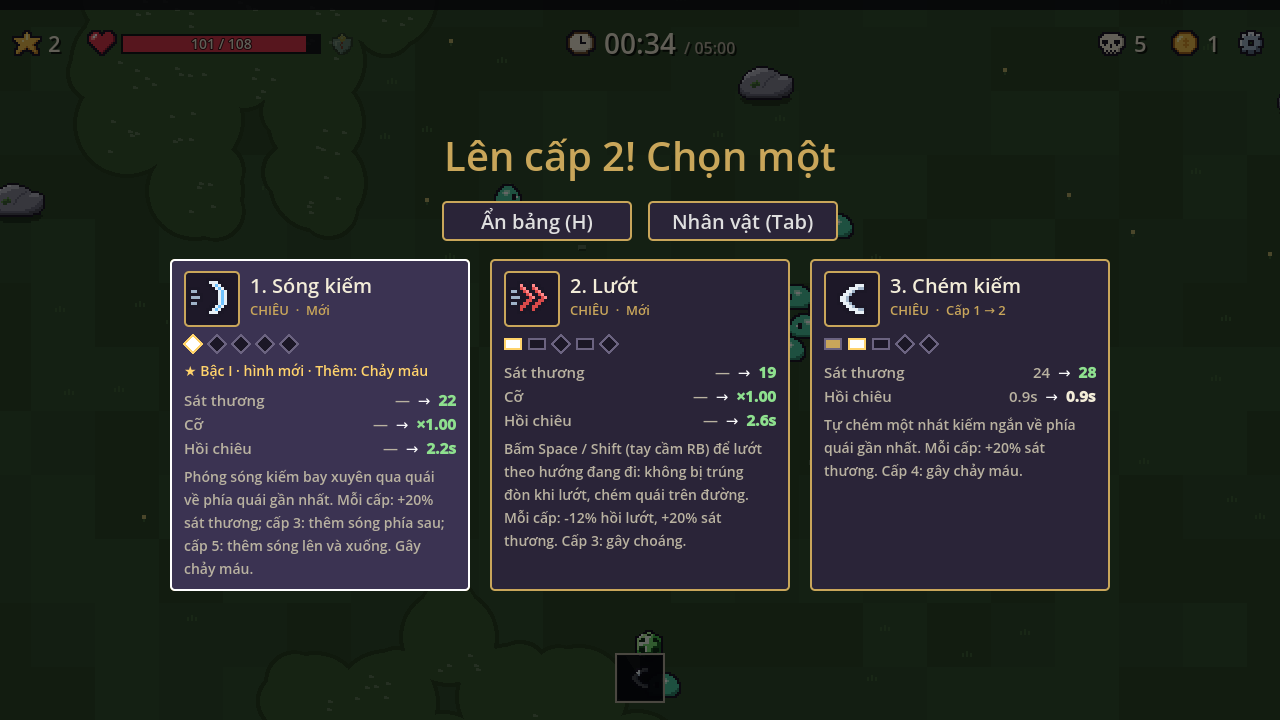 2
101 / 108
00:34 / 05:00
5
1
Lên cấp 2! Chọn một
Ẩn bảng (H)
Nhân vật (Tab)
1. Sóng kiếm
CHIÊU · Mới
★ Bậc I · hình mới · Thêm: Chảy máu
Sát thương — → 22
Cỡ — → ×1.00
Hồi chiêu — → 2.2s
Phóng sóng kiếm bay xuyên qua quái
về phía quái gần nhất. Mỗi cấp: +20%
sát thương; cấp 3: thêm sóng phía sau;
cấp 5: thêm sóng lên và xuống. Gây
chảy máu.
2. Lướt
CHIÊU · Mới
Sát thương — → 19
Cỡ — → ×1.00
Hồi chiêu — → 2.6s
Bấm Space / Shift (tay cầm RB) để lướt
theo hướng đang đi: không bị trúng
đòn khi lướt, chém quái trên đường.
Mỗi cấp: -12% hồi lướt, +20% sát
thương. Cấp 3: gây choáng.
3. Chém kiếm
CHIÊU · Cấp 1 → 2
Sát thương 24 → 28
Hồi chiêu 0.9s → 0.9s
Tự chém một nhát kiếm ngắn về phía
quái gần nhất. Mỗi cấp: +20% sát
thương. Cấp 4: gây chảy máu.